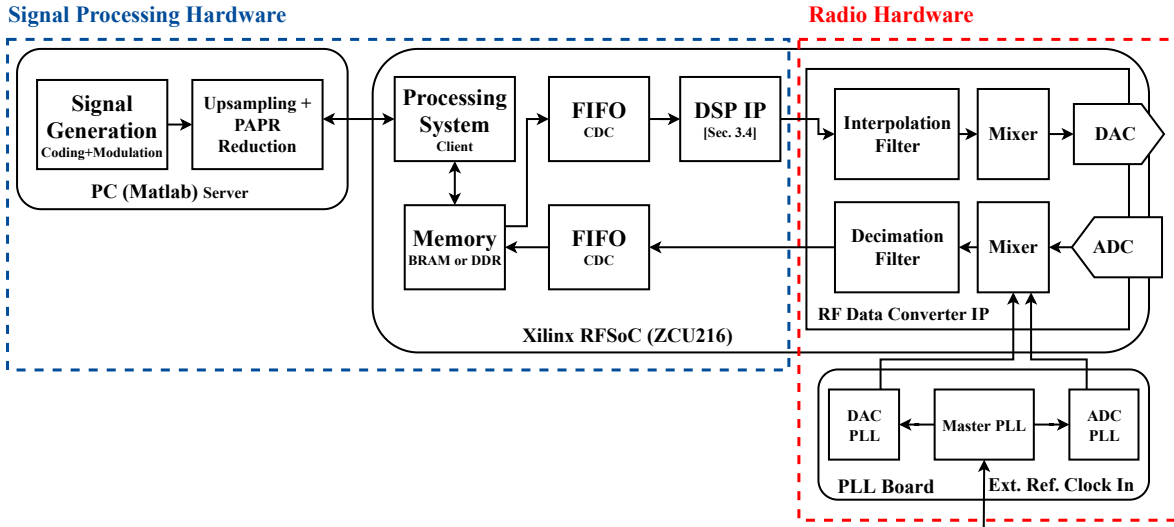 Signal Processing Hardware
Radio Hardware
Signal
Generation
Coding+Modulation
Upsampling +
PAPR
Reduction
PC (Matlab) Server
Processing
System
Client
FIFO
CDC
DSP IP
[Sec. 3.4]
Interpolation
Filter
Mixer
DAC
Memory
BRAM or DDR
FIFO
CDC
Decimation
Filter
Mixer
ADC
RF Data Converter IP
Xilinx RFSoC (ZCU216)
DAC
PLL
Master PLL
ADC
PLL
PLL Board
Ext. Ref. Clock In